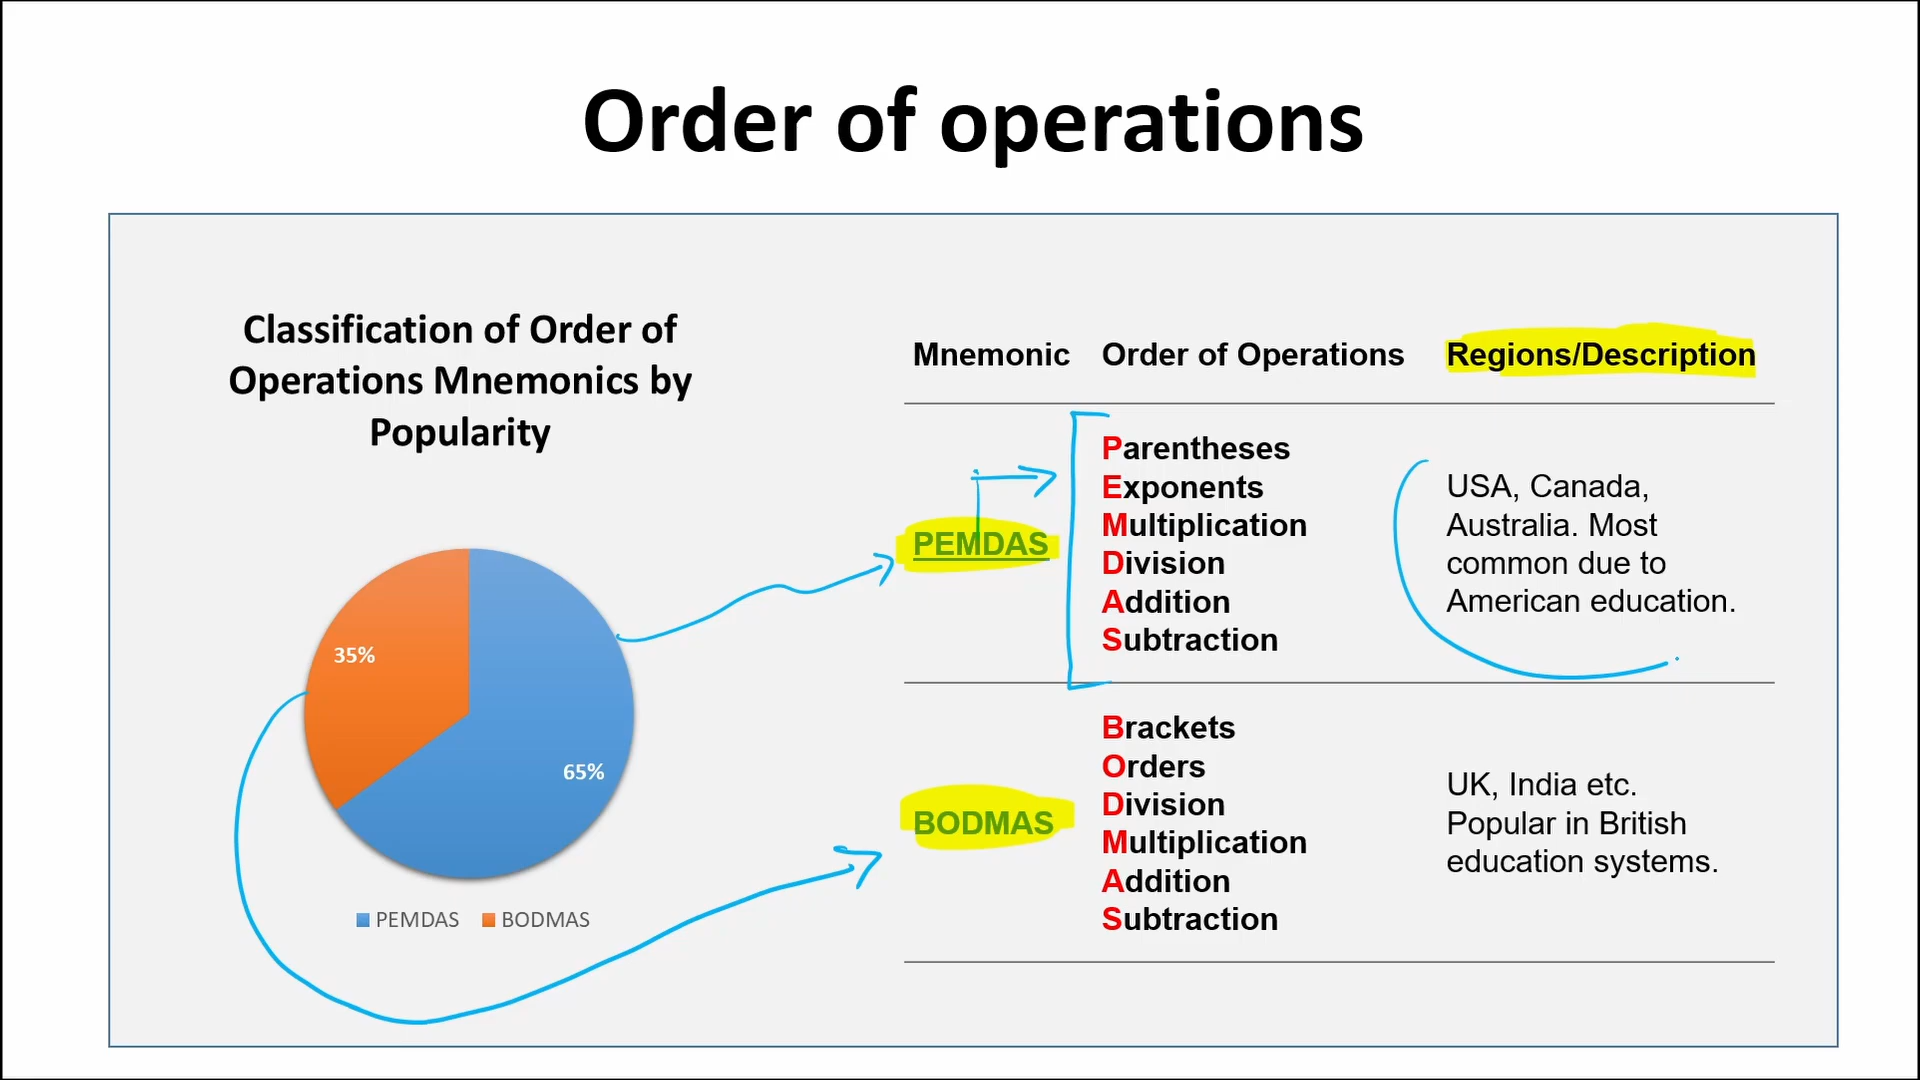 Order of operations
Classification of Order of
Operations Mnemonics by
Popularity
35%
65%
PEMDAS BODMAS
Mnemonic Order of Operations Regions/Description
PEMDAS
Parentheses
Exponents
Multiplication
Division
Addition
Subtraction
USA, Canada,
Australia. Most
common due to
American education.
BODMAS
Brackets
Orders
Division
Multiplication
Addition
Subtraction
UK, India etc.
Popular in British
education systems.